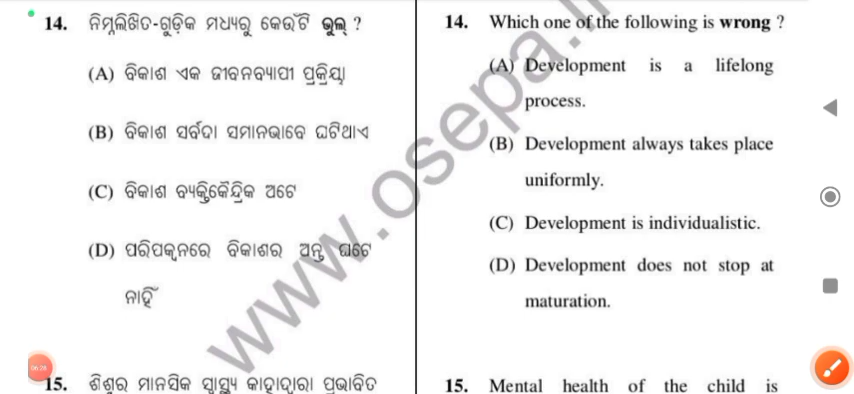 14. ନିମ୍ନଲିଖିତ-ଗୁଡ଼ିକ ମଧ୍ୟରୁ କେଉଁଟି ଭୁଲ୍ ?
(A) ବିକାଶ ଏକ ଜୀବନବ୍ୟାପୀ ପ୍ରକ୍ରିୟା
(B) ବିକାଶ ସର୍ବଦା ସମାନଭାବେ ଘଟିଥାଏ
(C) ବିକାଶ ବ୍ୟକ୍ତିକୈନ୍ଦ୍ରିକ ଅଟେ
(D) ପରିପକ୍ୱନରେ ବିକାଶର ଅନ୍ତ ଘଟେ
ନାହିଁ
15. ଶିଶୁର ମାନସିକ ସ୍ୱାସ୍ଥ୍ୟ କାହାଦ୍ୱାରା ପ୍ରଭାବିତ
14. Which one of the following is wrong ?
(A) Development is a lifelong
process.
(B) Development always takes place
uniformly.
(C) Development is individualistic.
(D) Development does not stop at
maturation.
15. Mental health of the child is
www.osepa.i